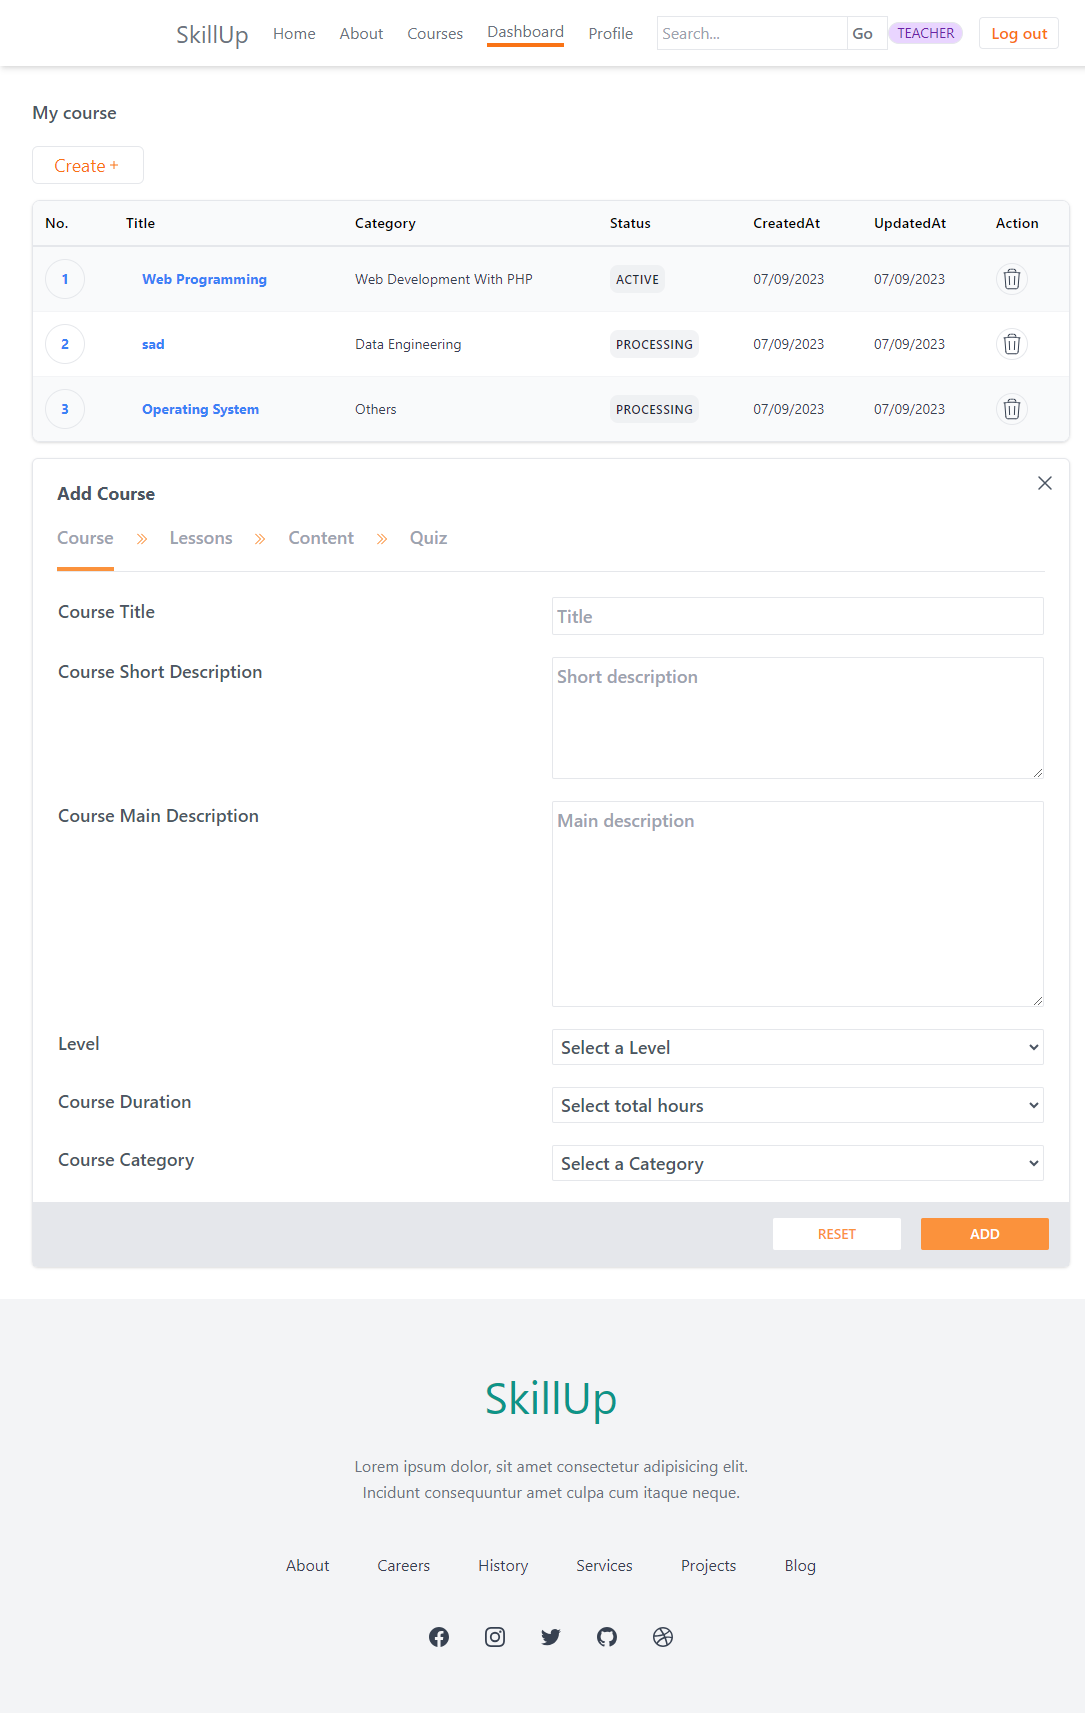 SkillUp Home About Courses Dashboard Profile Search... Go TEACHER Log out
My course
Create +
No. Title Category Status CreatedAt UpdatedAt Action
1 Web Programming Web Development With PHP ACTIVE 07/09/2023 07/09/2023
2 sad Data Engineering PROCESSING 07/09/2023 07/09/2023
3 Operating System Others PROCESSING 07/09/2023 07/09/2023
Add Course
Course » Lessons » Content » Quiz
Course Title Title
Course Short Description Short description
Course Main Description Main description
Level Select a Level
Course Duration Select total hours
Course Category Select a Category
RESET ADD
SkillUp
Lorem ipsum dolor, sit amet consectetur adipisicing elit.
Incidunt consequuntur amet culpa cum itaque neque.
About Careers History Services Projects Blog